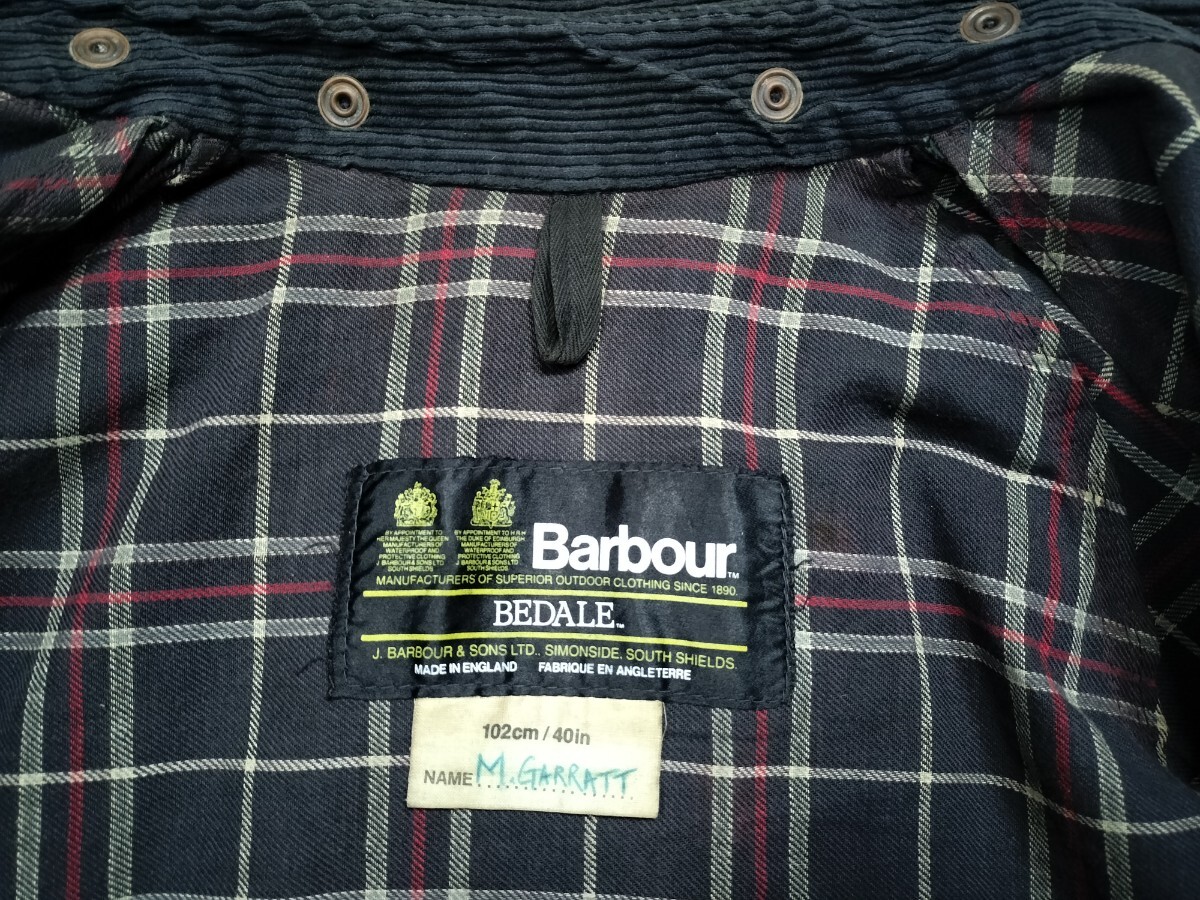 BY APPOINTMENT TO
HER MAJESTY THE QUEEN
MANUFACTURERS OF
WATERPROOF AND
PROTECTIVE CLOTHING
J. BARBOUR & SONS LTD
SOUTH SHIELDS
BY APPOINTMENT TO H.R.H.
THE DUKE OF EDINBURGH
MANUFACTURERS OF
WATERPROOF AND
PROTECTIVE CLOTHING
J. BARBOUR & SONS LTD
SOUTH SHIELDS
Barbour™
MANUFACTURERS OF SUPERIOR OUTDOOR CLOTHING SINCE 1890.
BEDALE™
J. BARBOUR & SONS LTD., SIMONSIDE, SOUTH SHIELDS.
MADE IN ENGLAND FABRIQUE EN ANGLETERRE
102cm / 40in
NAME M. GARRATT